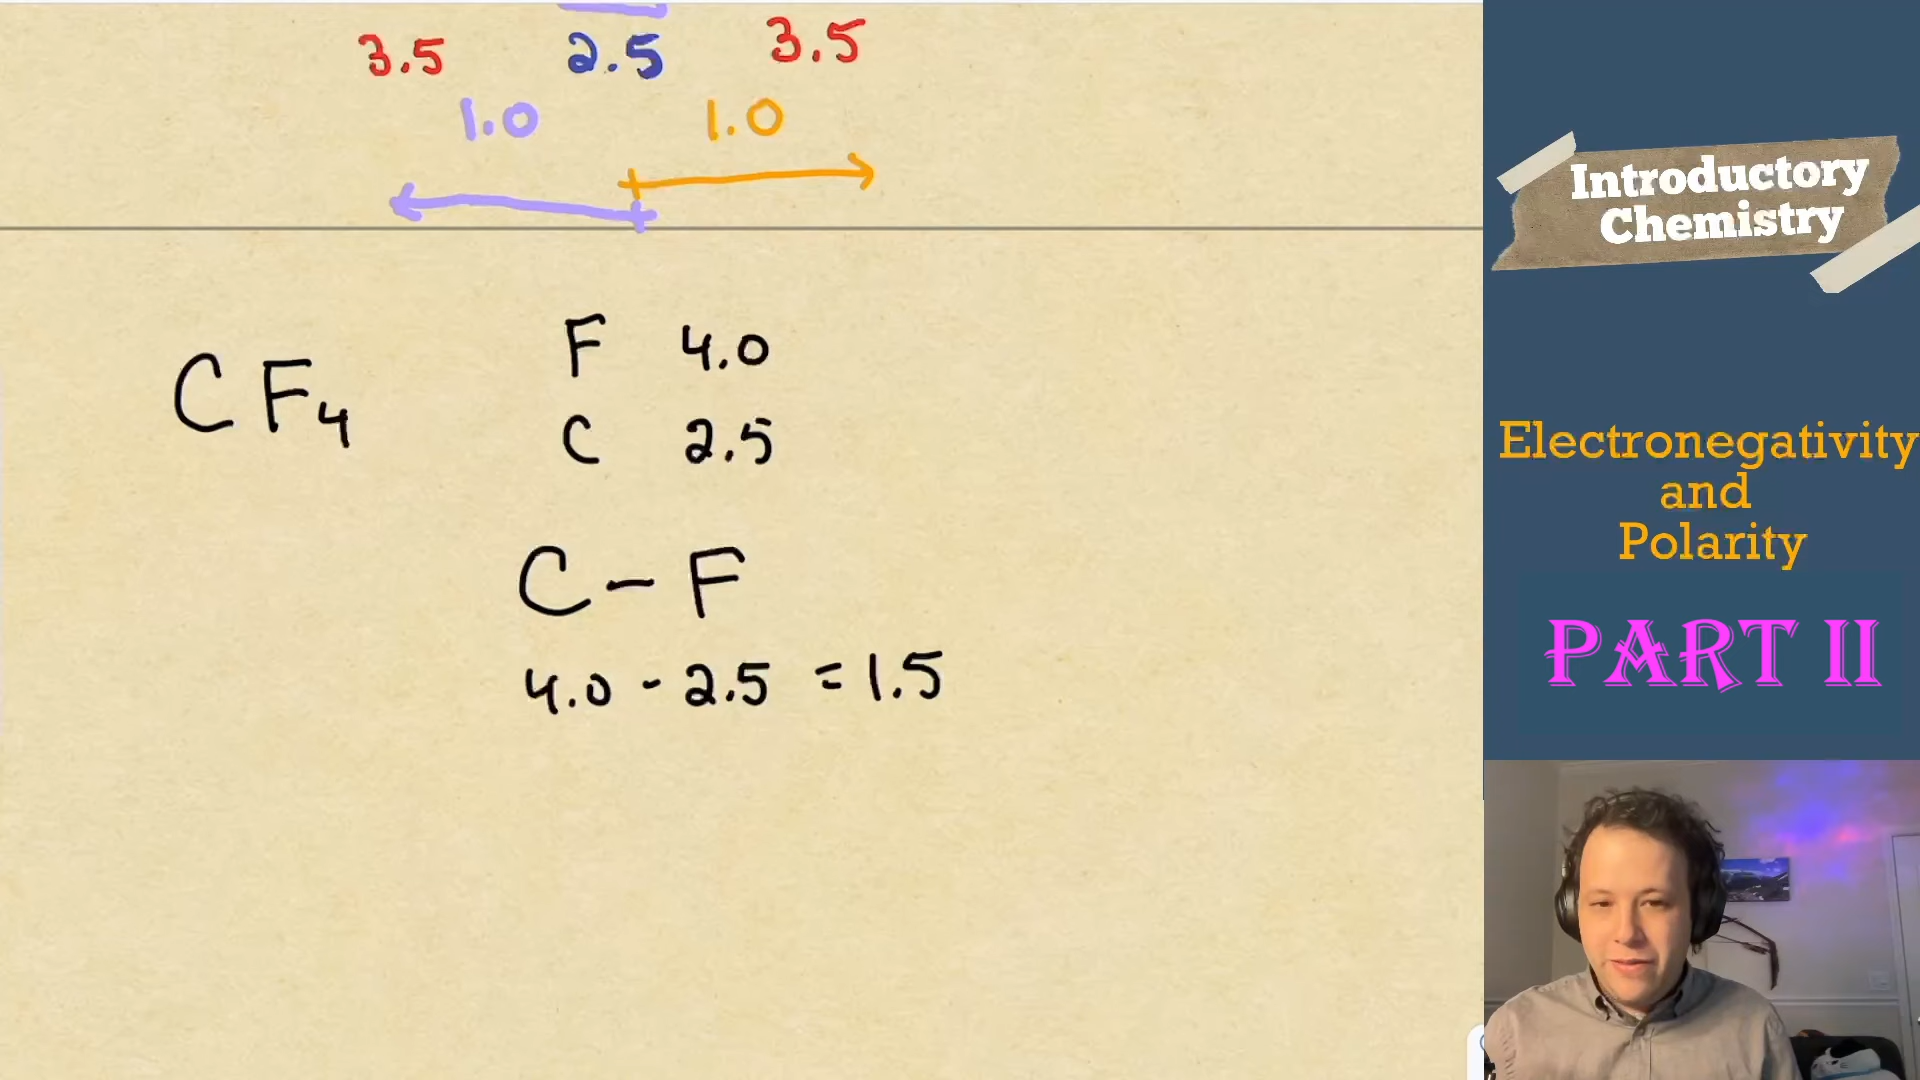 3.5 2.5 3.5
1.0 1.0
CF₄
F 4.0
C 2.5
C-F
4.0 - 2.5 = 1.5
Introductory
Chemistry
Electronegativity
and
Polarity
PART II